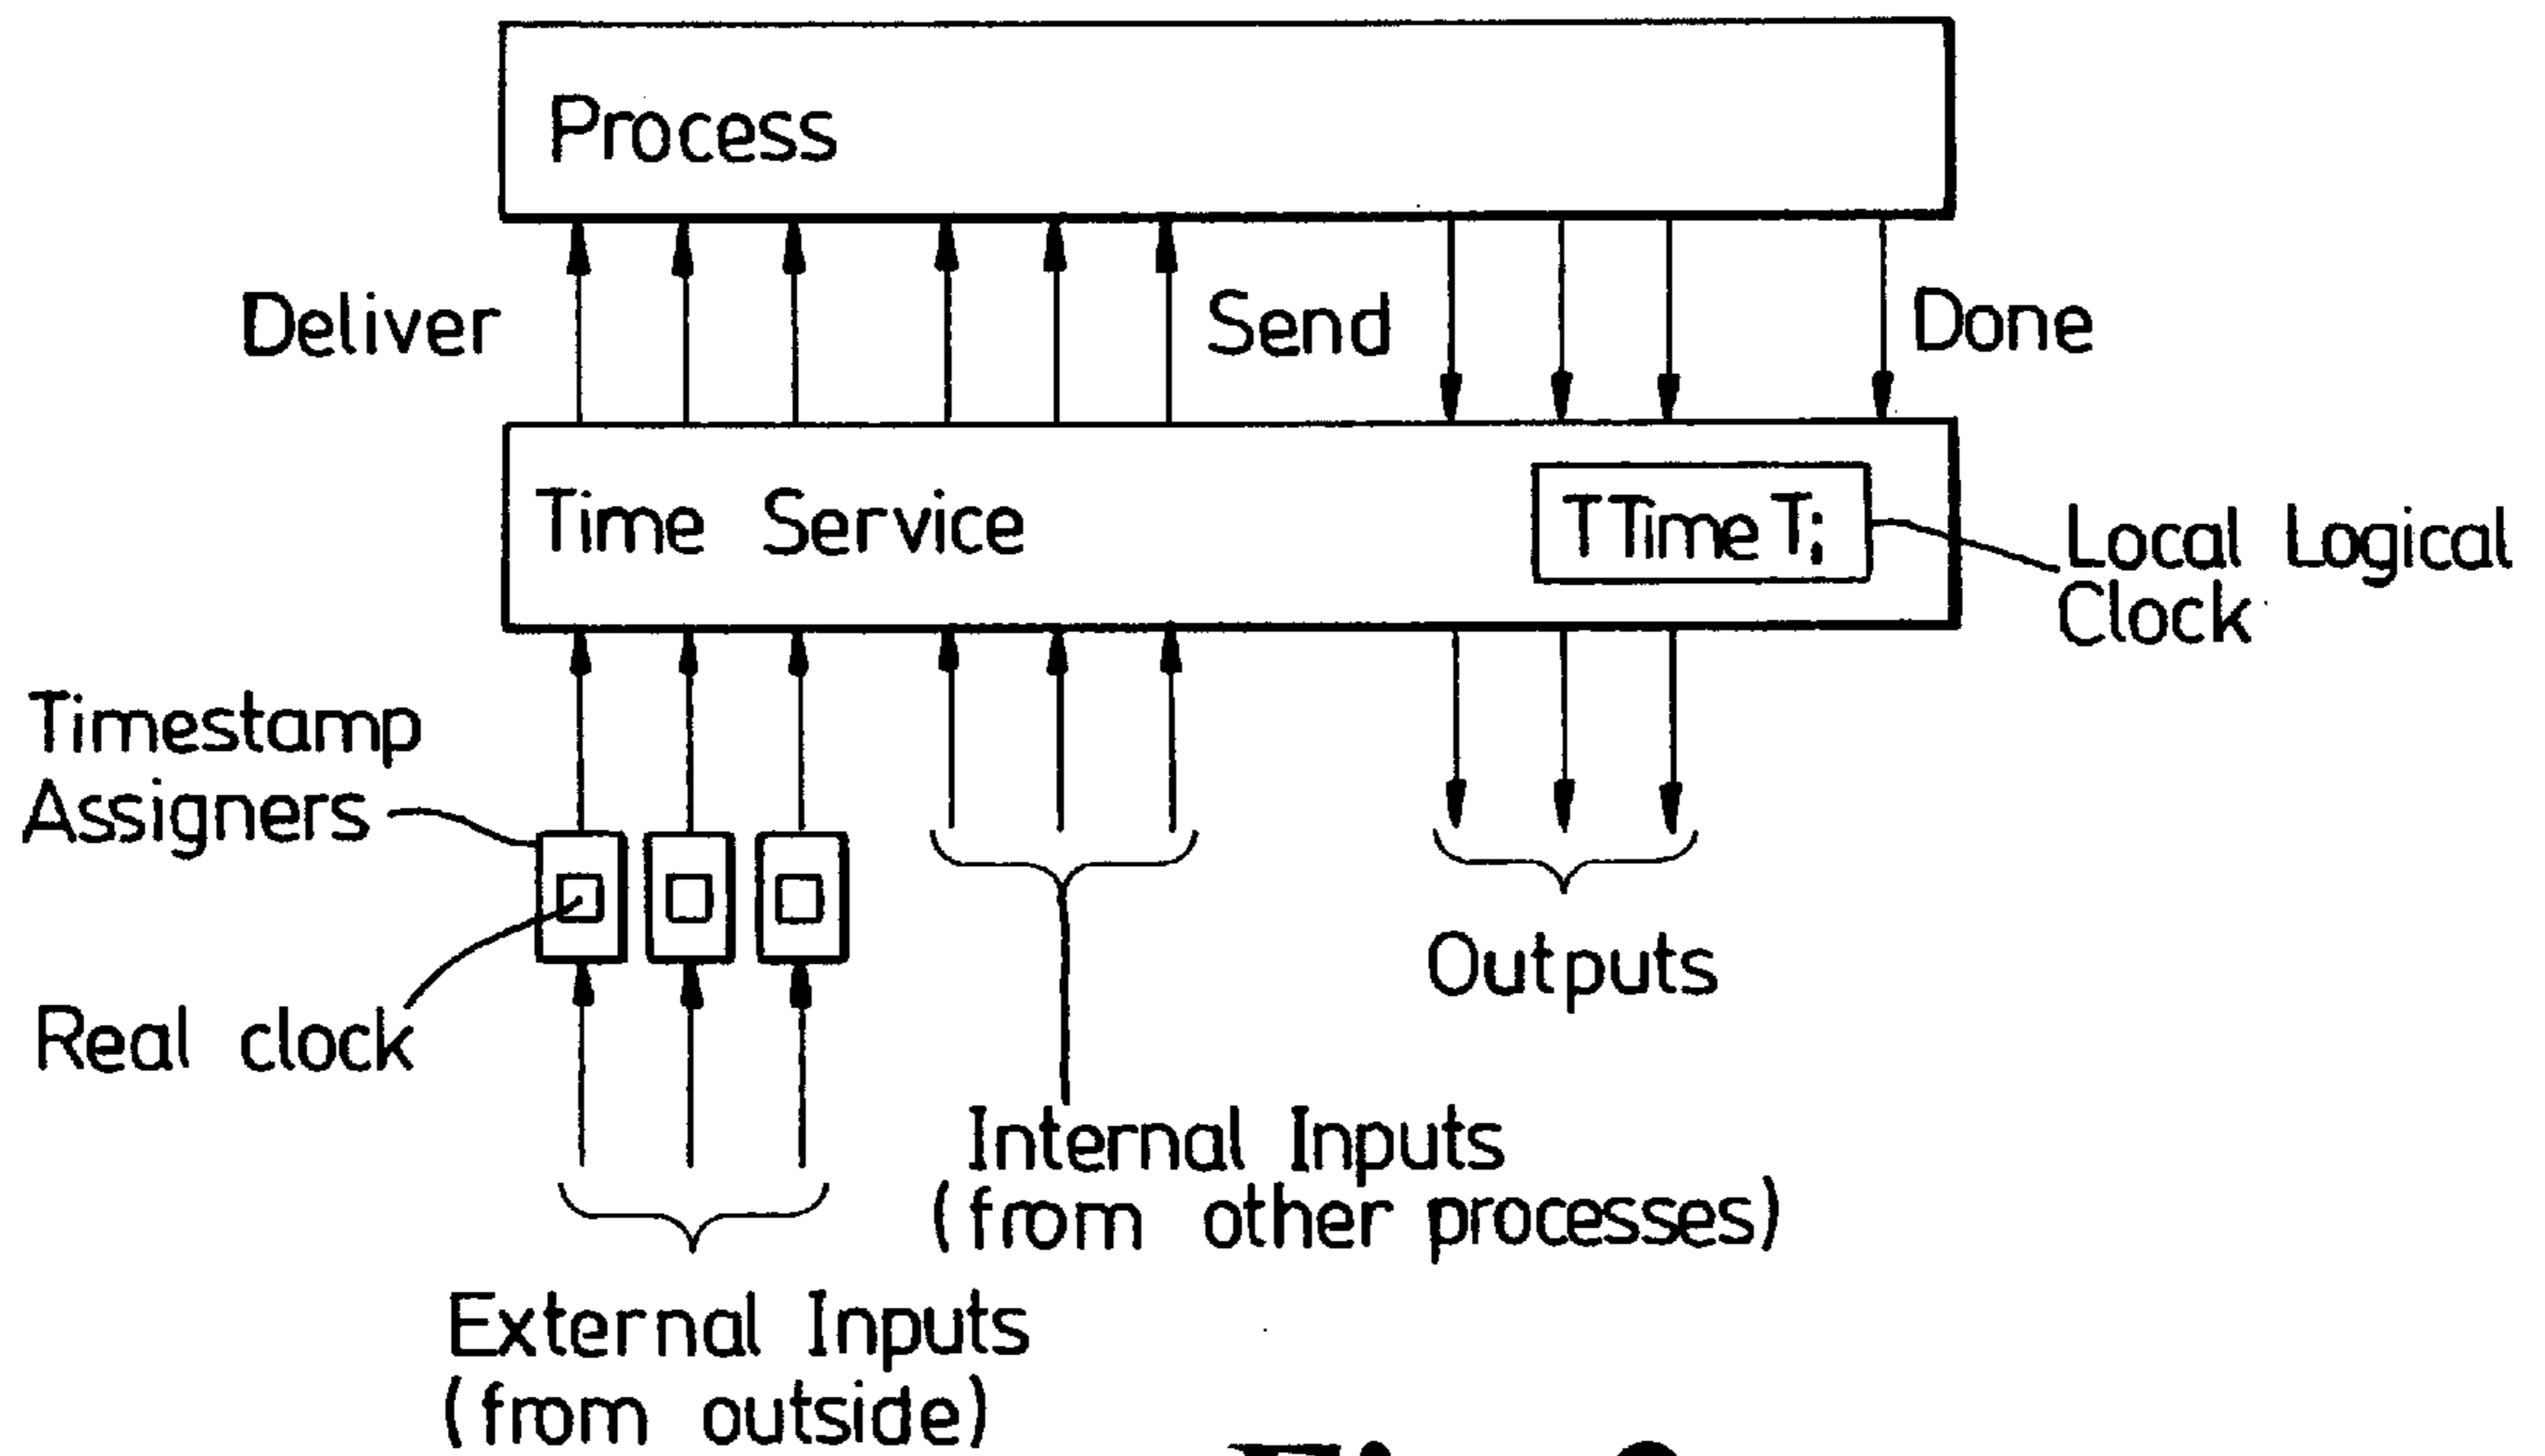 Process
Deliver
Send
Done
Time Service
TTime Ti
Local Logical
Clock
Timestamp
Assigners
Real clock
Outputs
Internal Inputs
(from other processes)
External Inputs
(from outside)